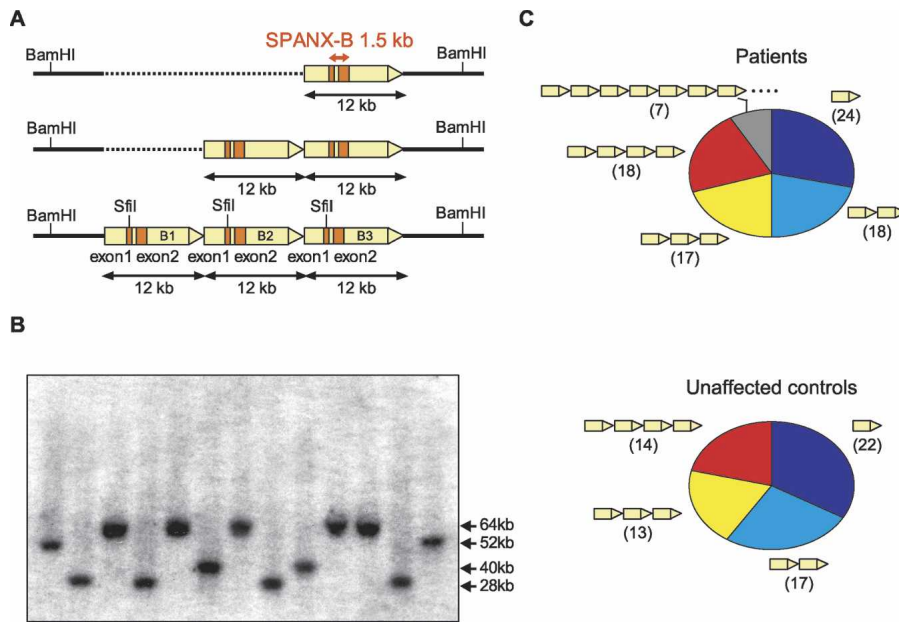 A
BamHI
SPANX-B 1.5 kb
BamHI
12 kb
12 kb
12 kb
BamHI
SfiI
SfiI
SfiI
BamHI
B1
B2
B3
exon1 exon2
exon1 exon2
exon1 exon2
12 kb
12 kb
12 kb
B
64kb
52kb
40kb
28kb
C
Patients
(7)
(24)
(18)
(18)
(17)
Unaffected controls
(14)
(22)
(13)
(17)